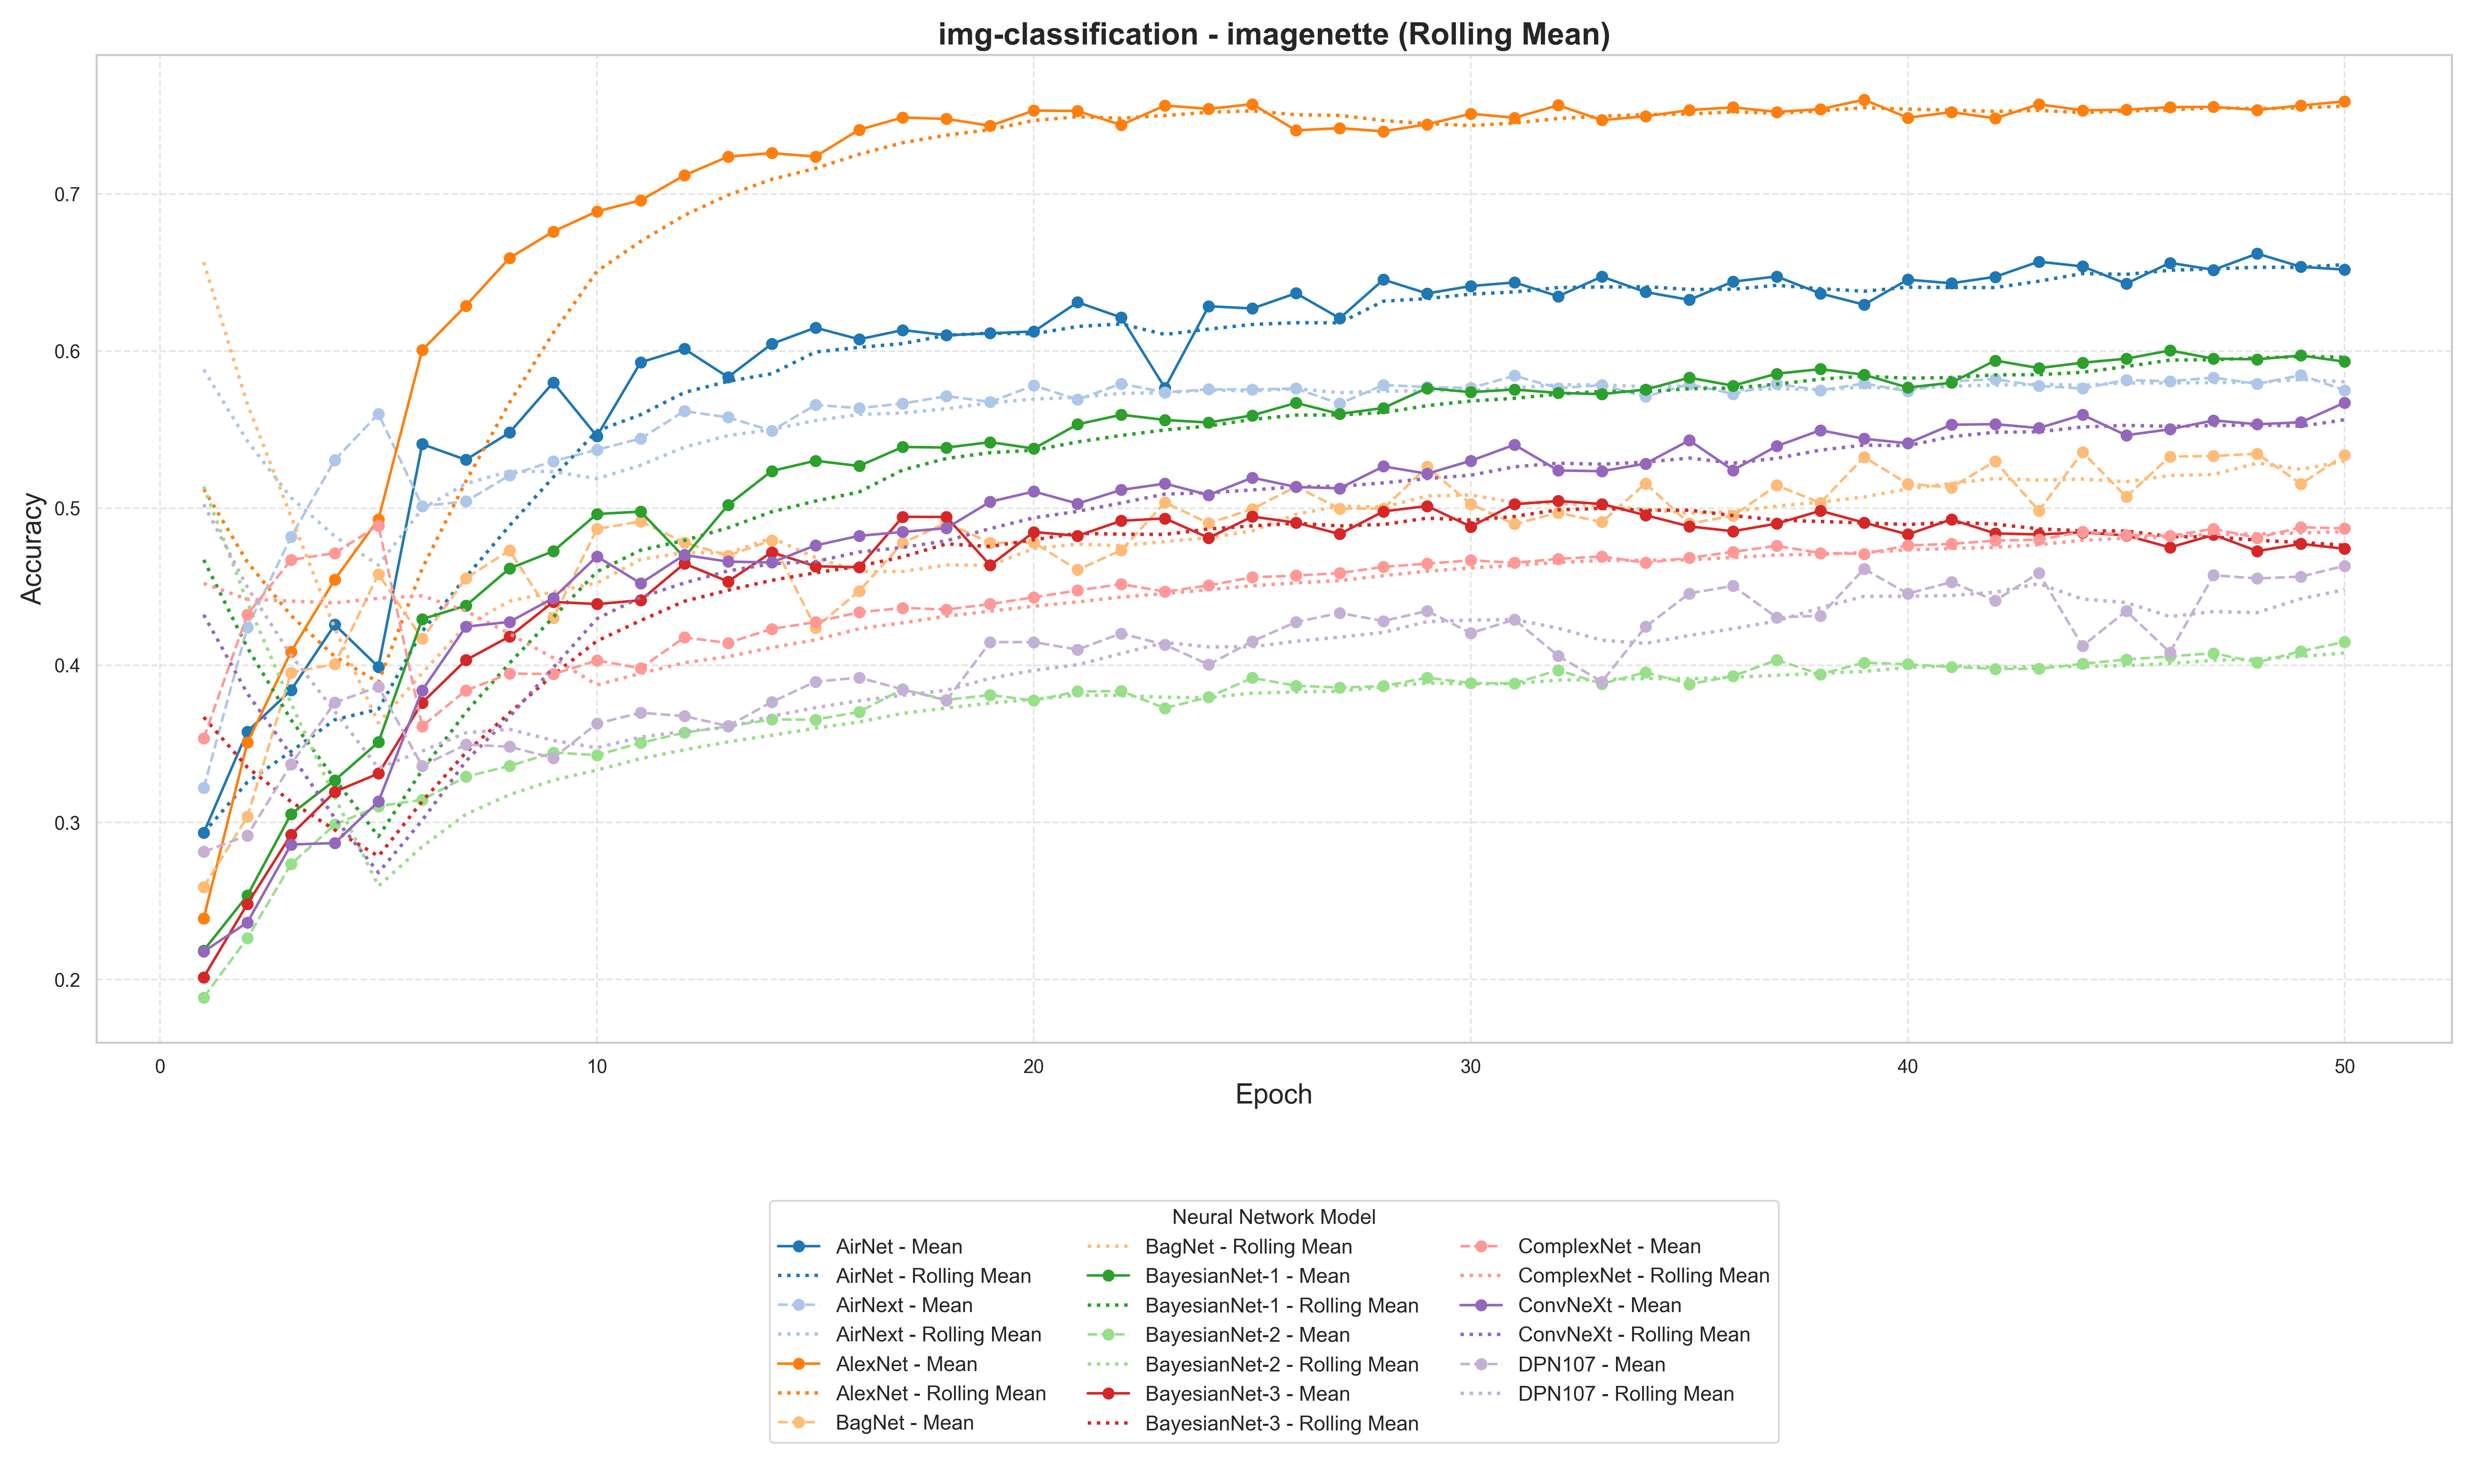 img-classification - imagenette (Rolling Mean)
Accuracy
0.7
0.6
0.5
0.4
0.3
0.2
0
10
20
30
40
50
Epoch
Neural Network Model
AirNet - Mean
AirNet - Rolling Mean
AirNext - Mean
AirNext - Rolling Mean
AlexNet - Mean
AlexNet - Rolling Mean
BagNet - Mean
BagNet - Rolling Mean
BayesianNet-1 - Mean
BayesianNet-1 - Rolling Mean
BayesianNet-2 - Mean
BayesianNet-2 - Rolling Mean
BayesianNet-3 - Mean
BayesianNet-3 - Rolling Mean
ComplexNet - Mean
ComplexNet - Rolling Mean
ConvNeXt - Mean
ConvNeXt - Rolling Mean
DPN107 - Mean
DPN107 - Rolling Mean